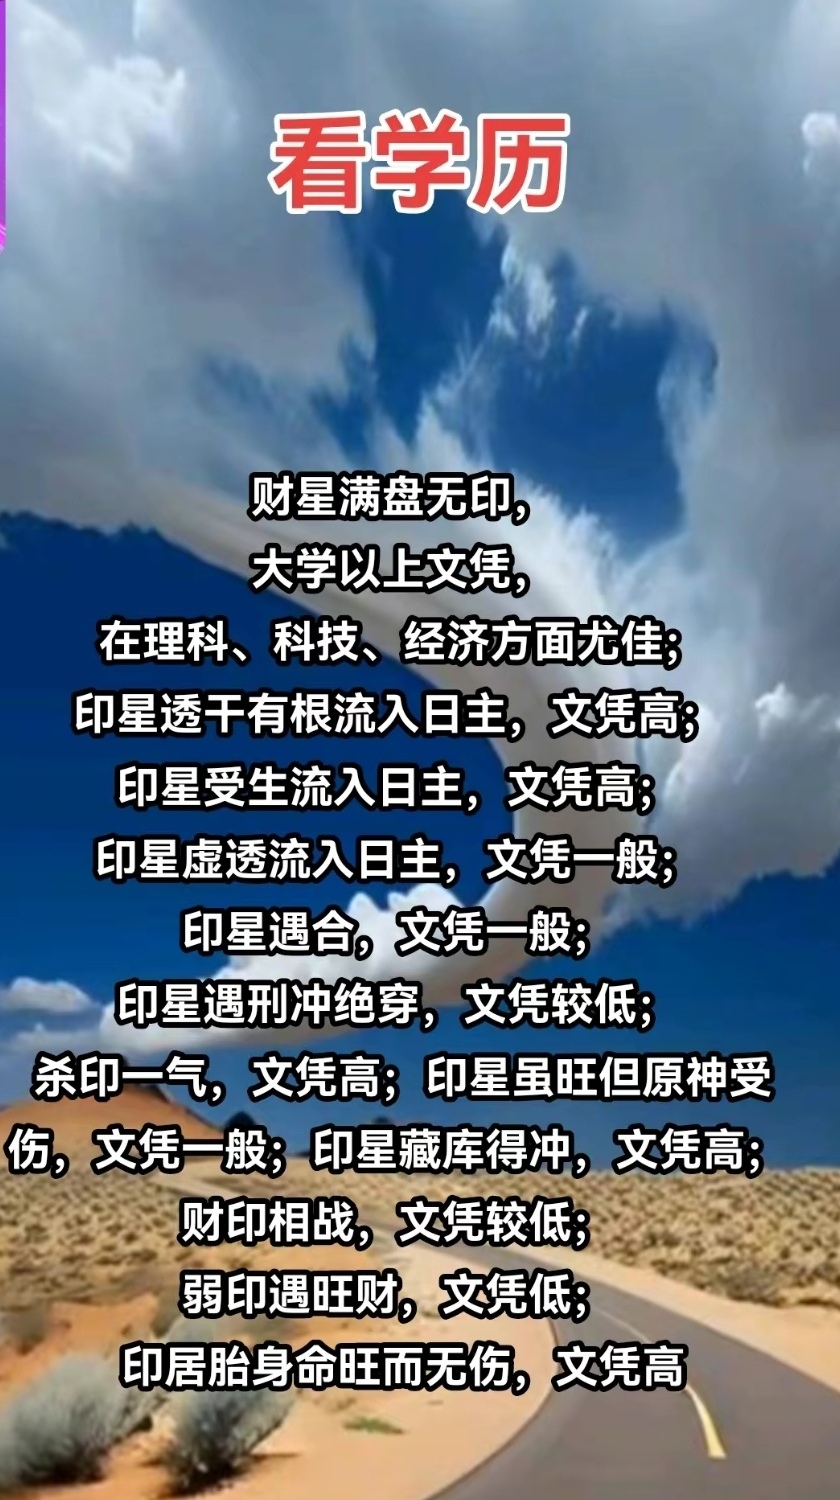 看学历
财星满盘无印，
大学以上文凭，
在理科、科技、经济方面尤佳；
印星透干有根流入日主，文凭高；
印星受生流入日主，文凭高；
印星虚透流入日主，文凭一般；
印星遇合，文凭一般；
印星遇刑冲绝穿，文凭较低；
杀印一气，文凭高；印星虽旺但原神受
伤，文凭一般；印星藏库得冲，文凭高；
财印相战，文凭较低；
弱印遇旺财，文凭低；
印居胎身命旺而无伤，文凭高